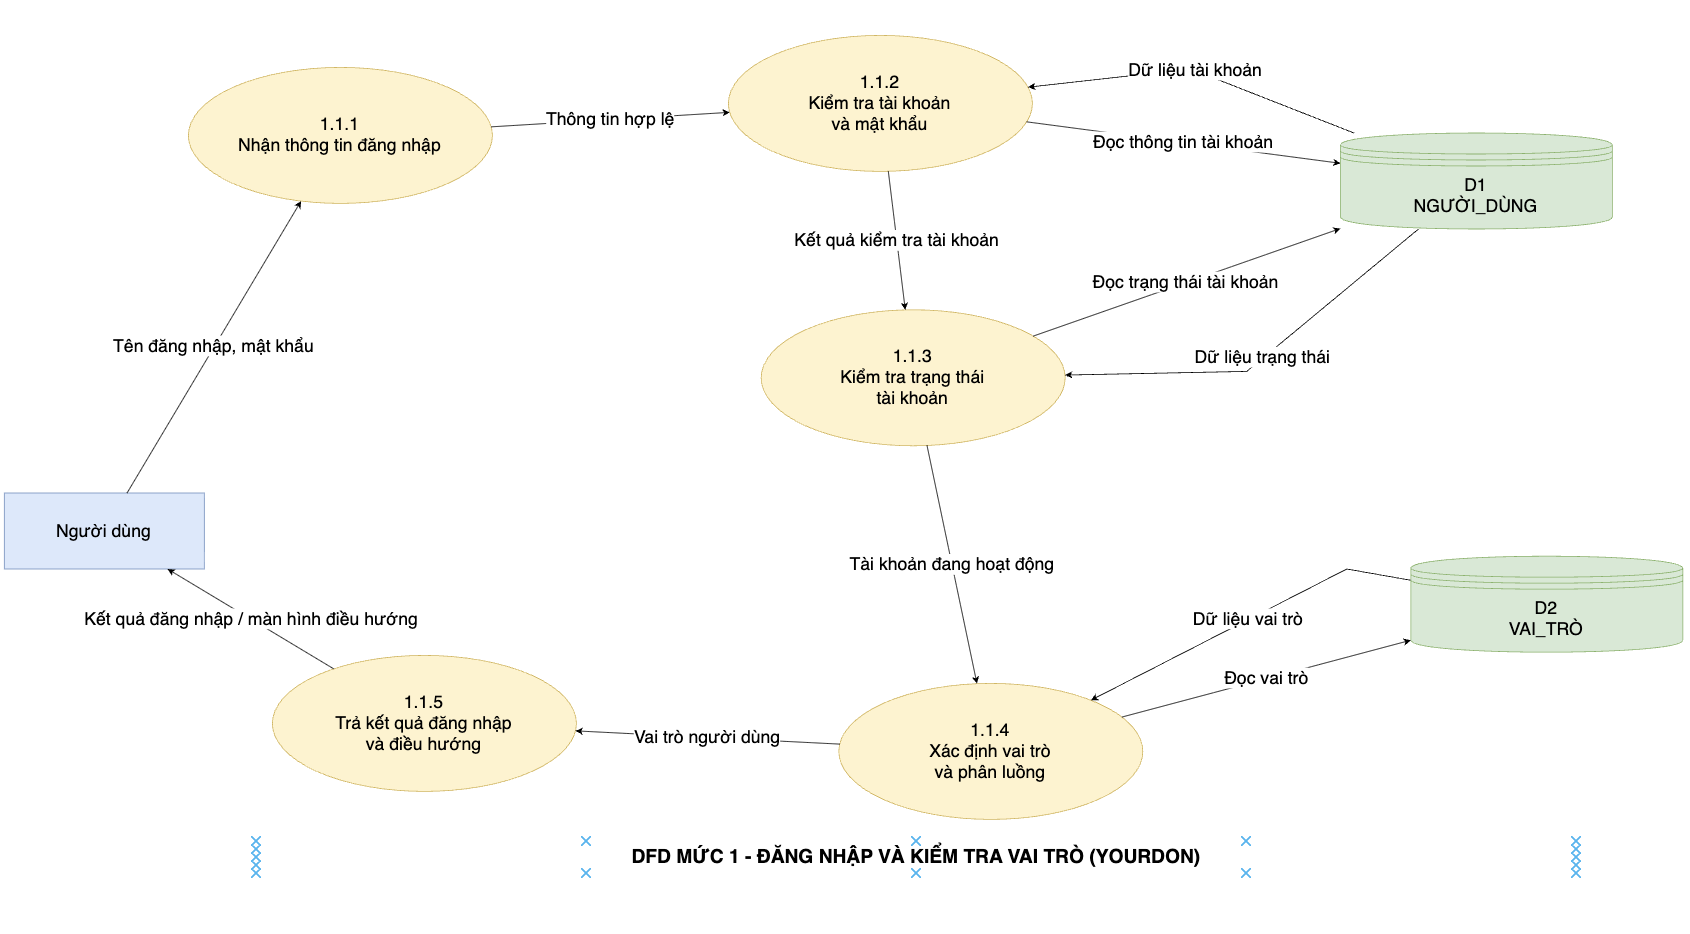 1.1.2
Kiểm tra tài khoản
và mật khẩu
Dữ liệu tài khoản
1.1.1
Nhận thông tin đăng nhập
Thông tin hợp lệ
Đọc thông tin tài khoản
D1
NGƯỜI_DÙNG
Kết quả kiểm tra tài khoản
Đọc trạng thái tài khoản
Tên đăng nhập, mật khẩu
1.1.3
Kiểm tra trạng thái
tài khoản
Dữ liệu trạng thái
Người dùng
Tài khoản đang hoạt động
D2
VAI_TRÒ
Kết quả đăng nhập / màn hình điều hướng
Dữ liệu vai trò
Đọc vai trò
1.1.5
Trả kết quả đăng nhập
và điều hướng
Vai trò người dùng
1.1.4
Xác định vai trò
và phân luồng
DFD MỨC 1 - ĐĂNG NHẬP VÀ KIỂM TRA VAI TRÒ (YOURDON)